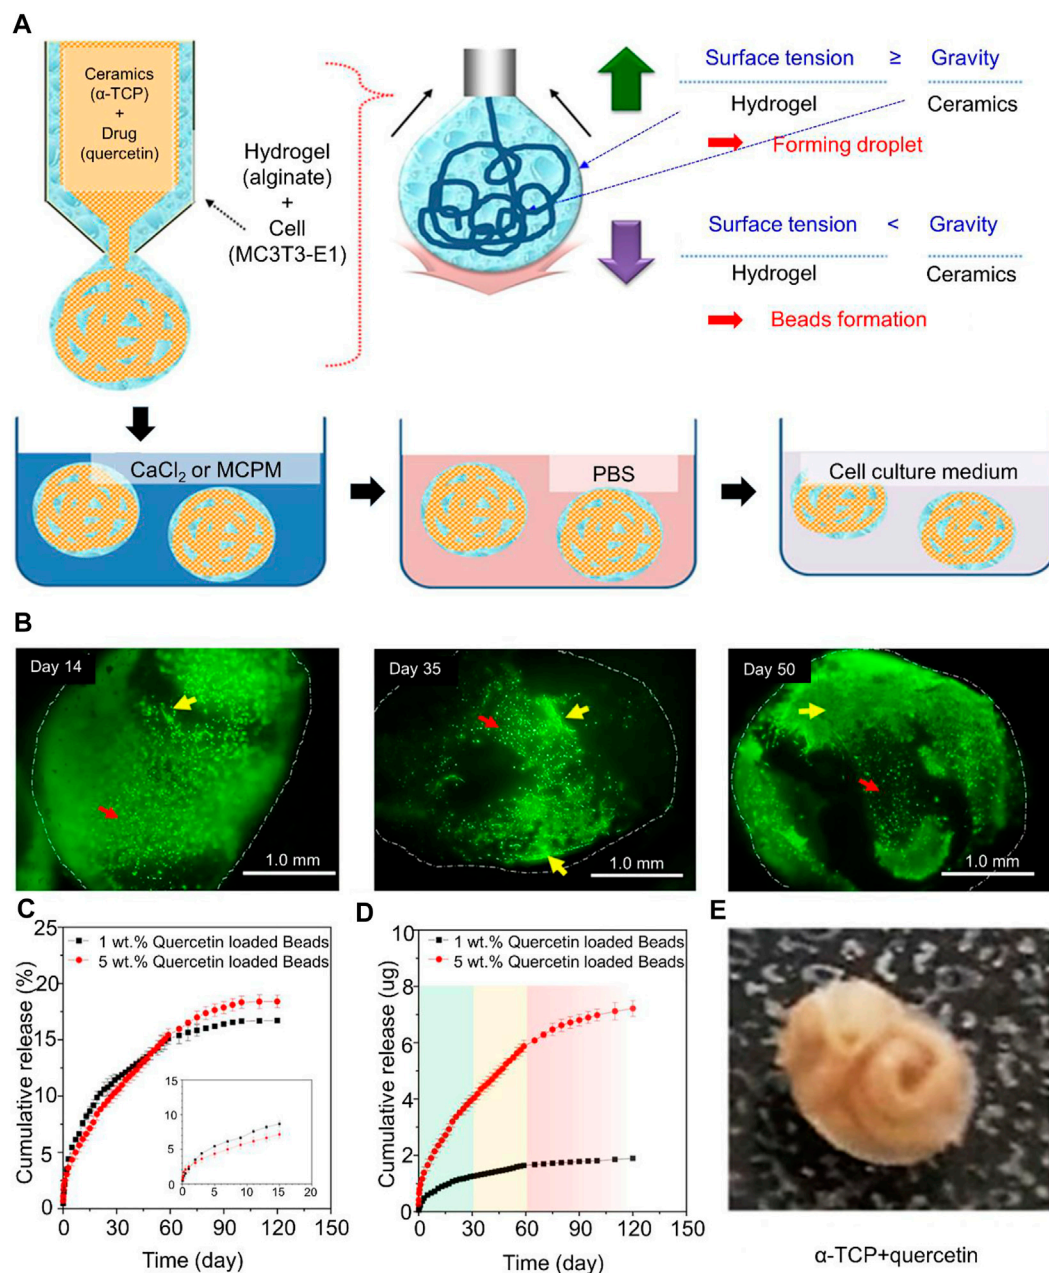 A
Ceramics
(α-TCP)
+
Drug
(quercetin)
Hydrogel
(alginate)
+
Cell
(MC3T3-E1)
Surface tension ≥ Gravity
Hydrogel Ceramics
Forming droplet
Surface tension < Gravity
Hydrogel Ceramics
Beads formation
CaCl₂ or MCPM
PBS
Cell culture medium
B
Day 14
1.0 mm
Day 35
1.0 mm
Day 50
1.0 mm
C
Cumulative release (%)
25
20
15
10
5
0
1 wt.% Quercetin loaded Beads
5 wt.% Quercetin loaded Beads
15
10
5
0
0 5 10 15 20
0 30 60 90 120 150
Time (day)
D
Cumulative release (ug)
10
8
6
4
2
0
1 wt.% Quercetin loaded Beads
5 wt.% Quercetin loaded Beads
0 30 60 90 120 150
Time (day)
E
α-TCP+quercetin